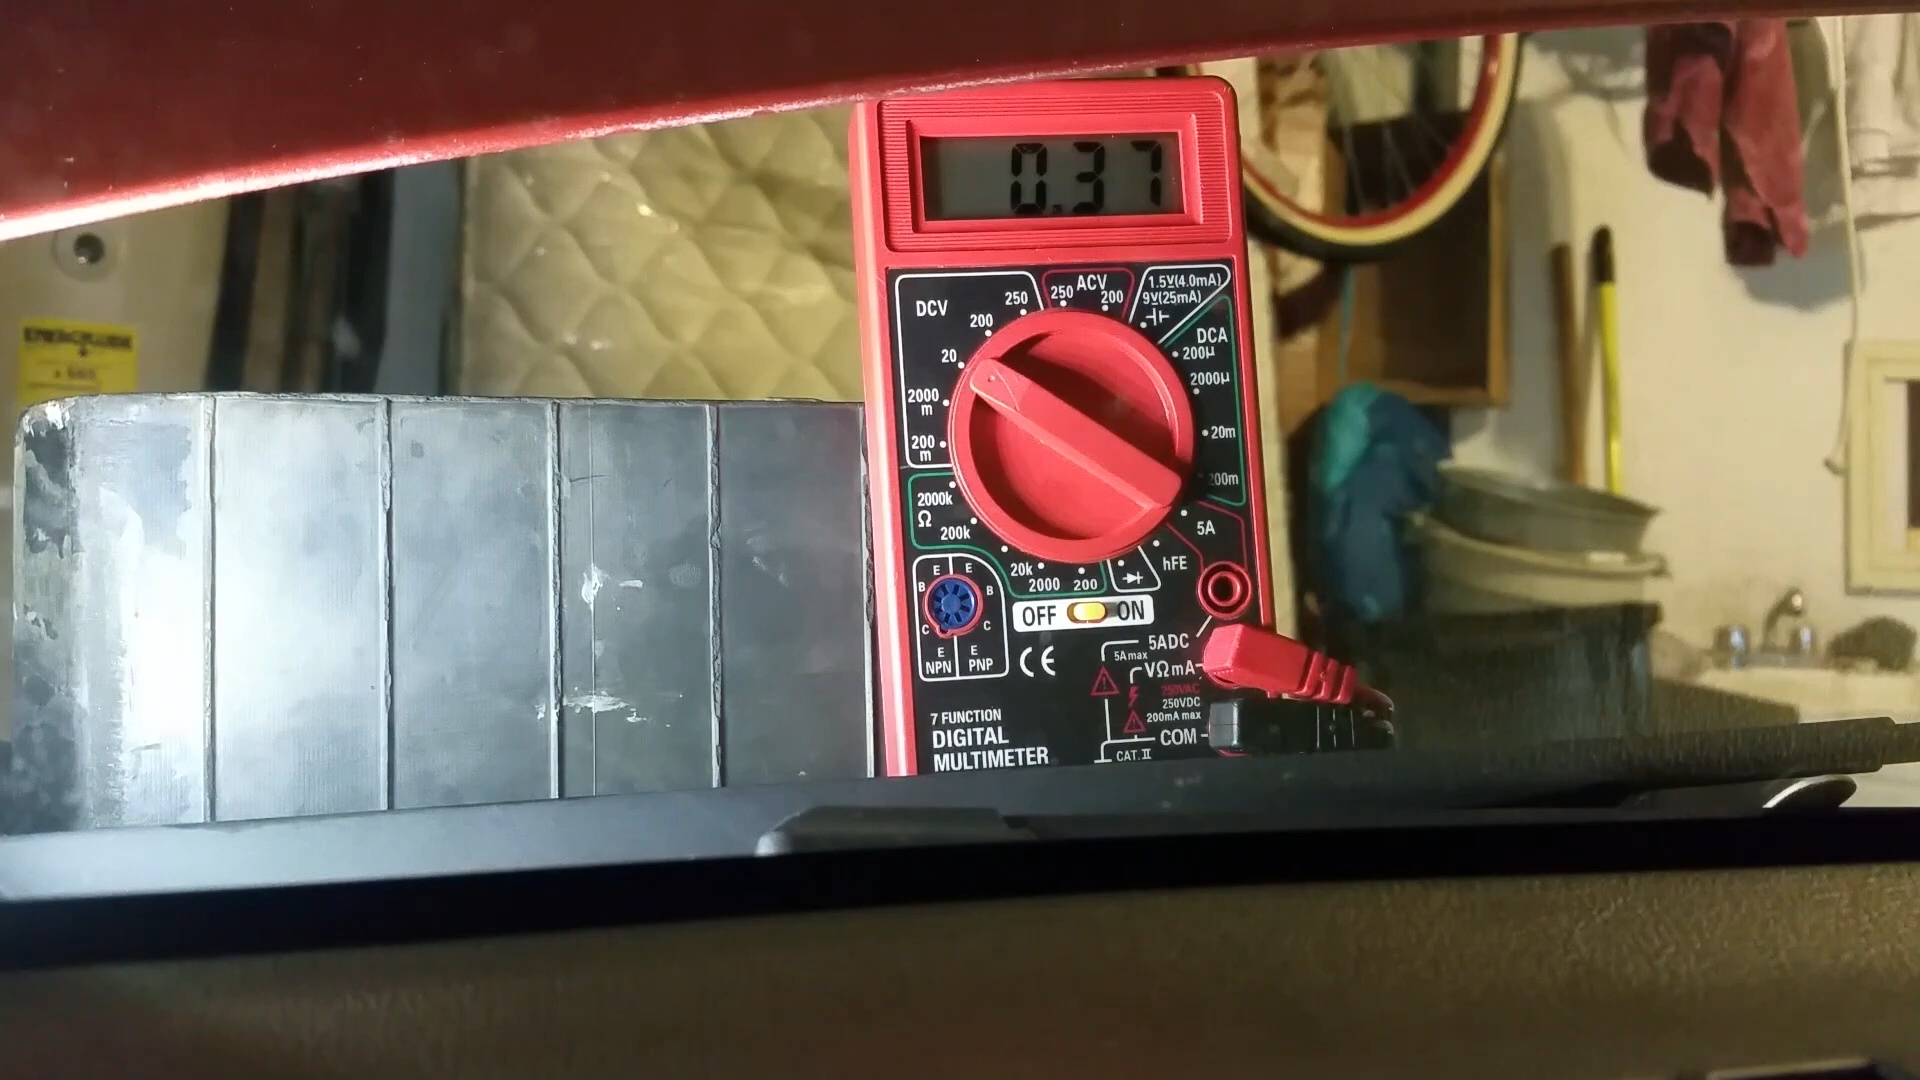 0.37
DCV
250
200
20
2000
m
200
m
250
ACV
200
1.5V(4.0mA)
9V(25mA)
DCA
200µ
2000µ
20m
200m
5A
hFE
2000k
Ω
200k
20k
2000
200
OFF
ON
E
E
B
B
C
C
E
NPN
E
PNP
CE
5ADC
5Amax
VΩmA
250VAC
250VDC
200mA max
COM
CAT. II
7 FUNCTION
DIGITAL
MULTIMETER
ENERGYGUIDE